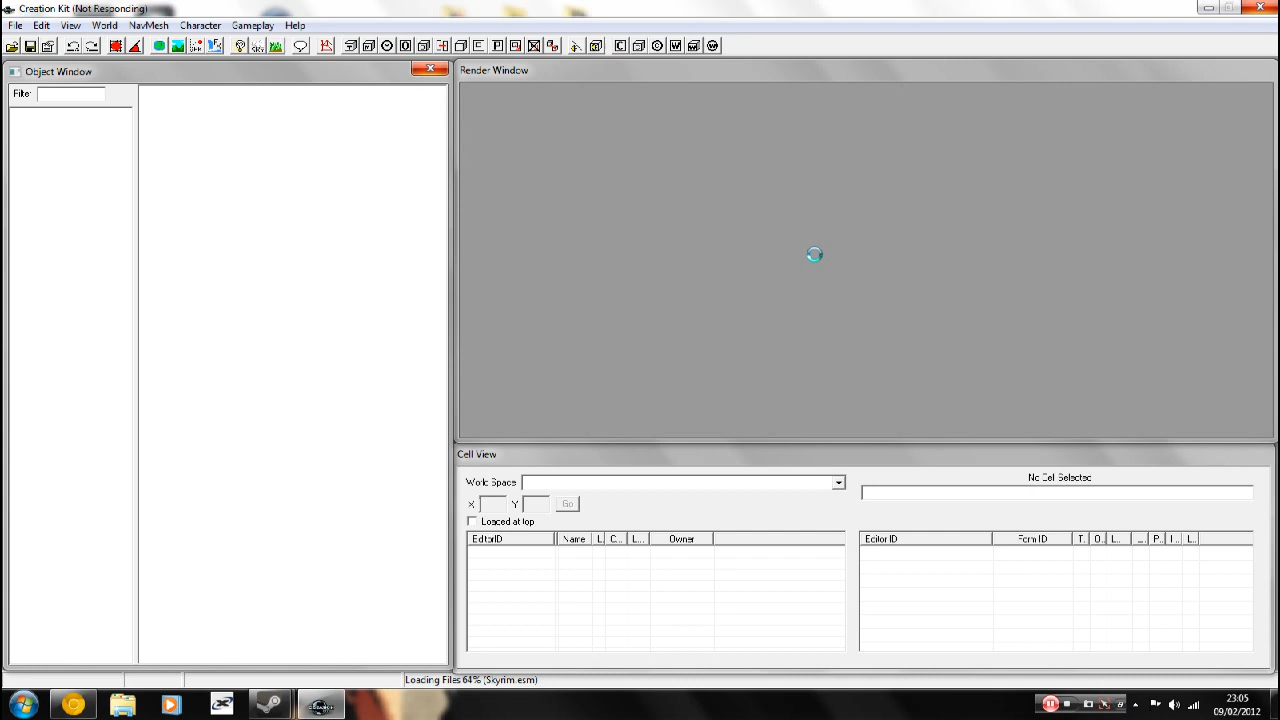 Creation Kit (Not Responding)
File Edit View World NavMesh Character Gameplay Help
Object Window
Filter
Render Window
Cell View
World Space
No Cell Selected
X Y Go
Loaded at top
EditorID Name L. C... L... Owner
Editor ID Form ID T. O. L... ... P... I... L...
Loading Files 64% (Skyrim.esm)
23:05
09/02/2012